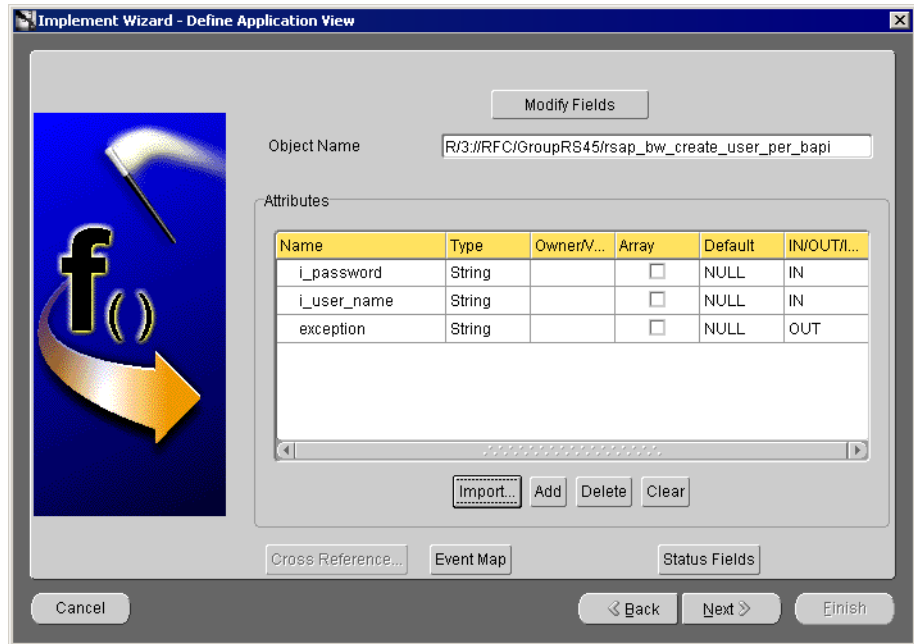 Implement Wizard - Define Application View
Modify Fields
Object Name R/3://RFC/GroupRS45/rsap_bw_create_user_per_bapi
Attributes
Name Type Owner/V... Array Default IN/OUT/I...
i_password String NULL IN
i_user_name String NULL IN
exception String NULL OUT
f()
Import... Add Delete Clear
Cross Reference... Event Map Status Fields
Cancel Back Next Finish